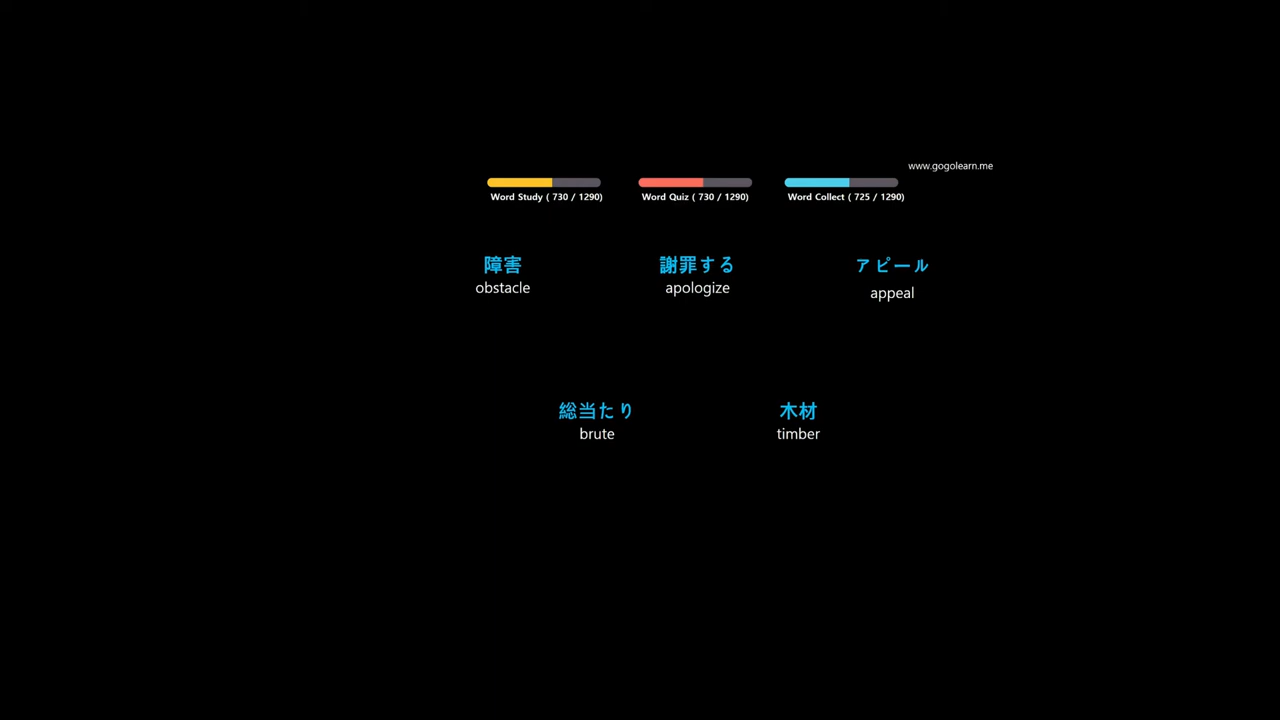 www.gogolearn.me
Word Study ( 730 / 1290)
Word Quiz ( 730 / 1290)
Word Collect ( 725 / 1290)
障害
obstacle
謝罪する
apologize
アピール
appeal
総当たり
brute
木材
timber